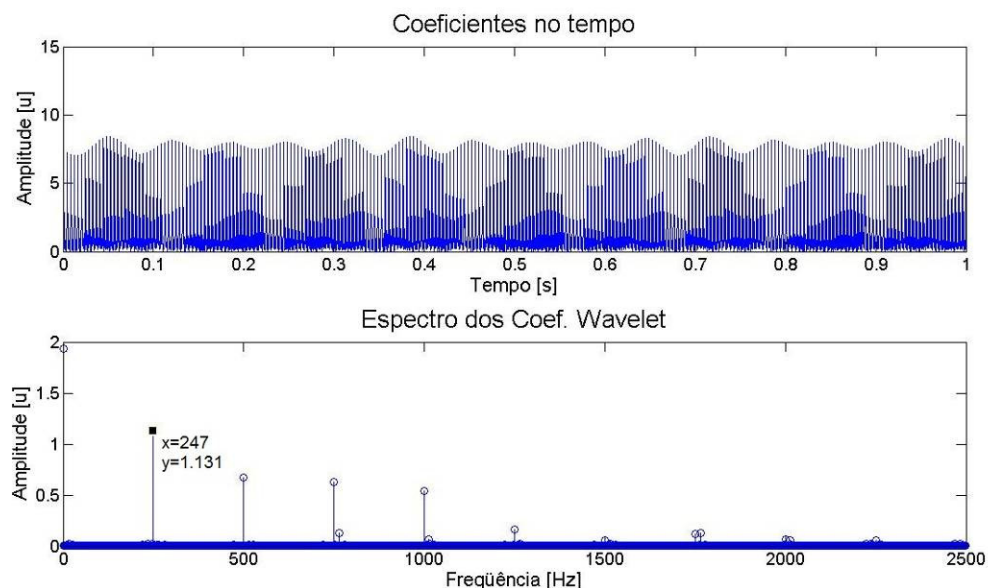 Coeficientes no tempo
Amplitude [u]
15
10
5
0
0 0.1 0.2 0.3 0.4 0.5 0.6 0.7 0.8 0.9 1
Tempo [s]
Espectro dos Coef. Wavelet
Amplitude [u]
2
1.5
1
0.5
0
x=247
y=1.131
0 500 1000 1500 2000 2500
Freqüência [Hz]